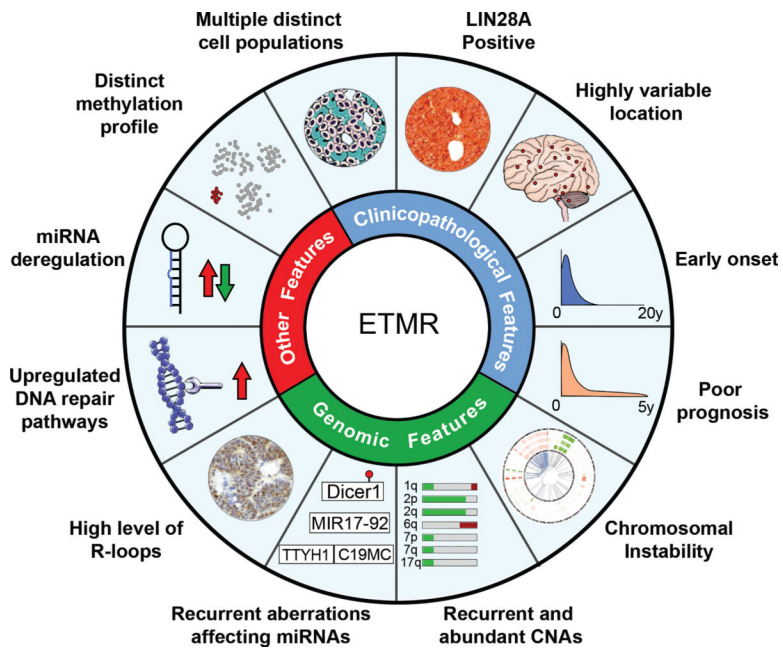 Multiple distinct
cell populations
LIN28A
Positive
Distinct
methylation
profile
Highly variable
location
miRNA
deregulation
Early onset
0
20y
Upregulated
DNA repair
pathways
Poor
prognosis
0
5y
High level of
R-loops
Chromosomal
Instability
Recurrent aberrations
affecting miRNAs
Dicer1
MIR17-92
TTYH1 C19MC
Recurrent and
abundant CNAs
1q
2p
2q
6q
7p
7q
17q
Clinicopathological Features
Other Features
Genomic Features
ETMR